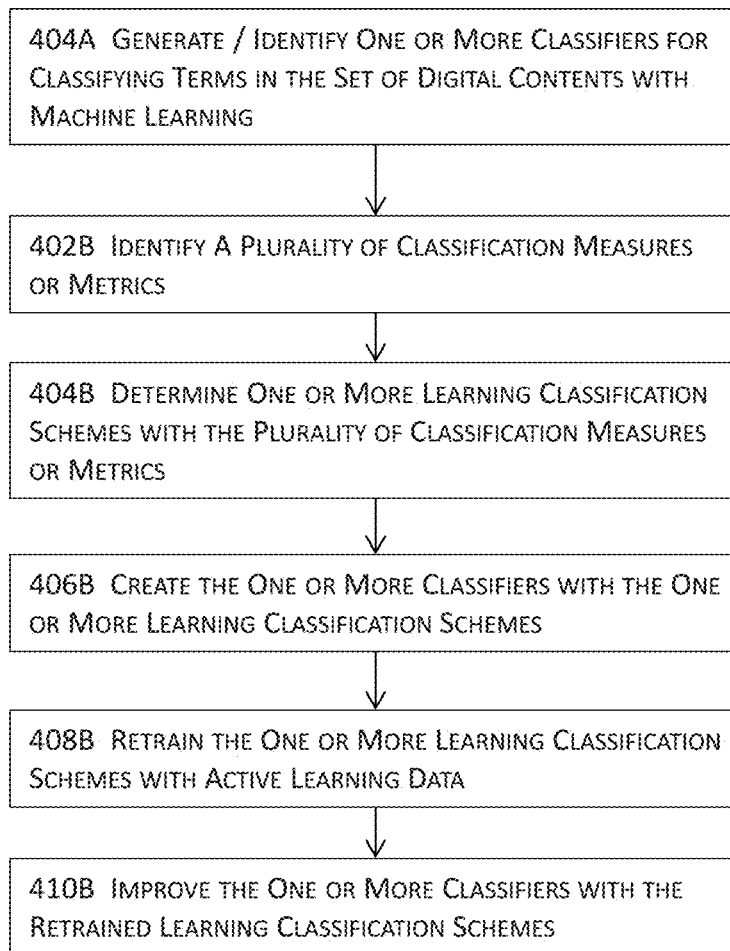 404A GENERATE / IDENTIFY ONE OR MORE CLASSIFIERS FOR
CLASSIFYING TERMS IN THE SET OF DIGITAL CONTENTS WITH
MACHINE LEARNING
402B IDENTIFY A PLURALITY OF CLASSIFICATION MEASURES
OR METRICS
404B DETERMINE ONE OR MORE LEARNING CLASSIFICATION
SCHEMES WITH THE PLURALITY OF CLASSIFICATION MEASURES
OR METRICS
406B CREATE THE ONE OR MORE CLASSIFIERS WITH THE ONE
OR MORE LEARNING CLASSIFICATION SCHEMES
408B RETRAIN THE ONE OR MORE LEARNING CLASSIFICATION
SCHEMES WITH ACTIVE LEARNING DATA
410B IMPROVE THE ONE OR MORE CLASSIFIERS WITH THE
RETRAINED LEARNING CLASSIFICATION SCHEMES